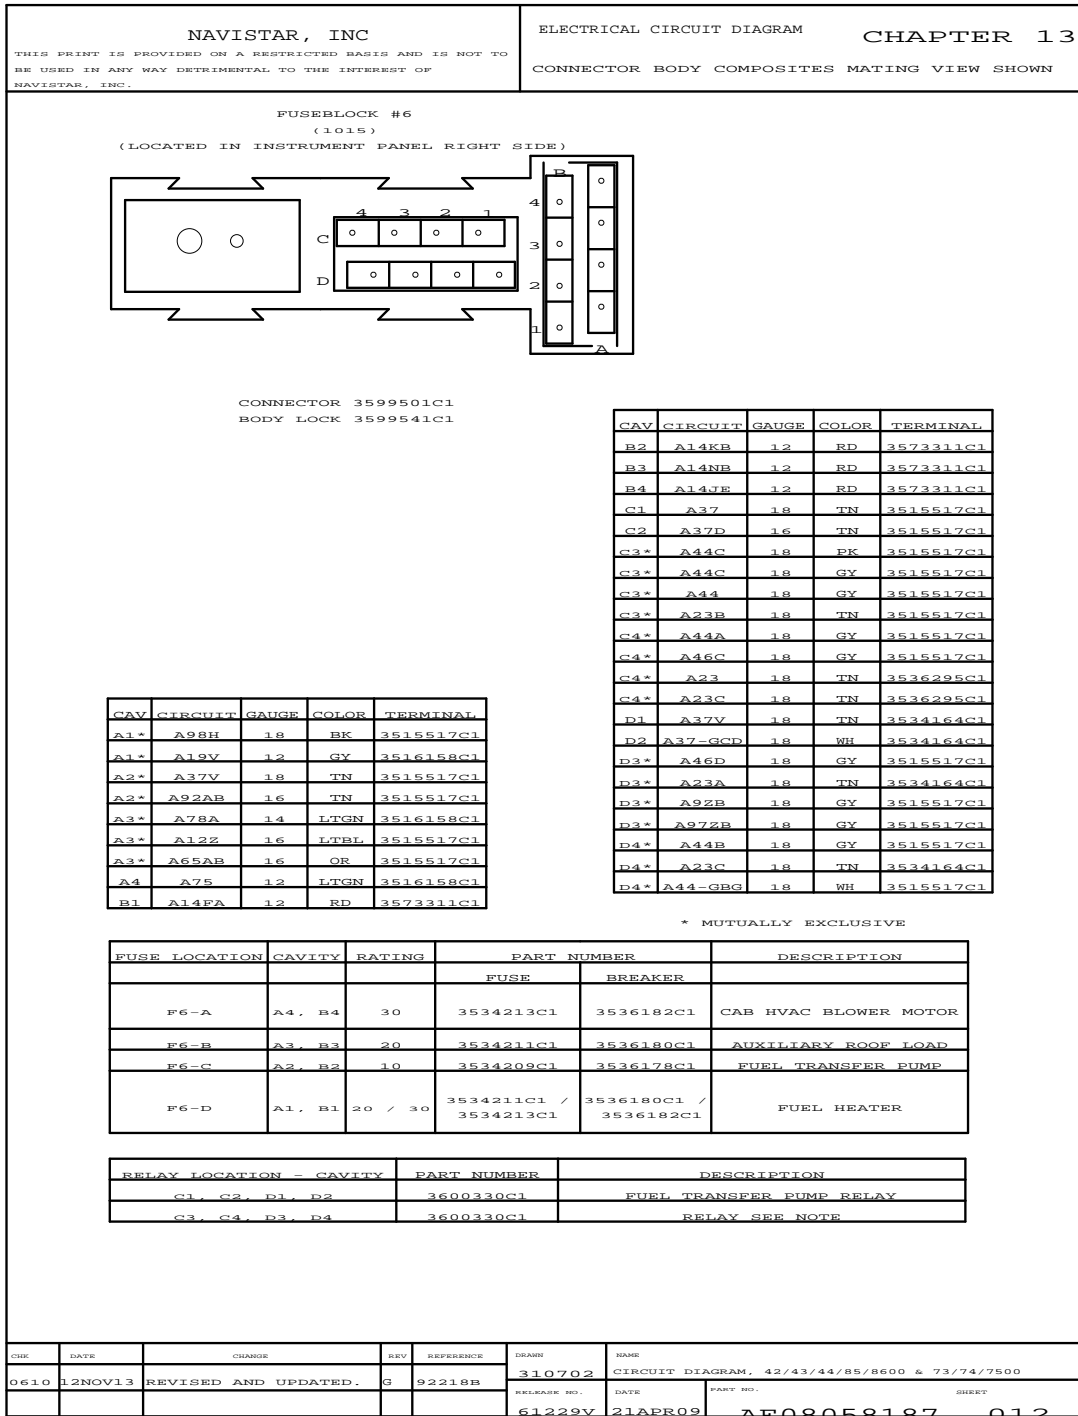 NAVISTAR, INC
THIS PRINT IS PROVIDED ON A RESTRICTED BASIS AND IS NOT TO
BE USED IN ANY WAY DETRIMENTAL TO THE INTEREST OF
NAVISTAR, INC.
ELECTRICAL CIRCUIT DIAGRAM CHAPTER 13
CONNECTOR BODY COMPOSITES MATING VIEW SHOWN
FUSEBLOCK #6
(1015)
(LOCATED IN INSTRUMENT PANEL RIGHT SIDE)
B
4
4 3 2 1
C
3
D
2
1
A
CONNECTOR 3599501C1
BODY LOCK 3599541C1
CAV CIRCUIT GAUGE COLOR TERMINAL
B2 A14KB 12 RD 3573311C1
B3 A14NB 12 RD 3573311C1
B4 A14JE 12 RD 3573311C1
C1 A37 18 TN 3515517C1
C2 A37D 16 TN 3515517C1
C3* A44C 18 PK 3515517C1
C3* A44C 18 GY 3515517C1
C3* A44 18 GY 3515517C1
C3* A23B 18 TN 3515517C1
C4* A44A 18 GY 3515517C1
C4* A46C 18 GY 3515517C1
C4* A23 18 TN 3536295C1
C4* A23C 18 TN 3536295C1
D1 A37V 18 TN 3534164C1
D2 A37-GCD 18 WH 3534164C1
D3* A46D 18 GY 3515517C1
D3* A23A 18 TN 3534164C1
D3* A9ZB 18 GY 3515517C1
D3* A97ZB 18 GY 3515517C1
D4* A44B 18 GY 3515517C1
D4* A23C 18 TN 3534164C1
D4* A44-GBG 18 WH 3515517C1
CAV CIRCUIT GAUGE COLOR TERMINAL
A1* A98H 18 BK 3515517C1
A1* A19V 12 GY 3516158C1
A2* A37V 18 TN 3515517C1
A2* A92AB 16 TN 3515517C1
A3* A78A 14 LTGN 3516158C1
A3* A12Z 16 LTBL 3515517C1
A3* A65AB 16 OR 3515517C1
A4 A75 12 LTGN 3516158C1
B1 A14FA 12 RD 3573311C1
* MUTUALLY EXCLUSIVE
FUSE LOCATION CAVITY RATING PART NUMBER DESCRIPTION
FUSE BREAKER
F6-A A4, B4 30 3534213C1 3536182C1 CAB HVAC BLOWER MOTOR
F6-B A3, B3 20 3534211C1 3536180C1 AUXILIARY ROOF LOAD
F6-C A2, B2 10 3534209C1 3536178C1 FUEL TRANSFER PUMP
F6-D A1, B1 20 / 30 3534211C1 / 3534213C1 3536180C1 / 3536182C1 FUEL HEATER
RELAY LOCATION - CAVITY PART NUMBER DESCRIPTION
C1, C2, D1, D2 3600330C1 FUEL TRANSFER PUMP RELAY
C3, C4, D3, D4 3600330C1 RELAY SEE NOTE
CHK DATE CHANGE REV REFERENCE DRAWN NAME
0610 12NOV13 REVISED AND UPDATED. G 92218B 310702 CIRCUIT DIAGRAM, 42/43/44/85/8600 & 73/74/7500
RELEASE NO. DATE PART NO. SHEET
61229V 21APR09 AE08058187 012